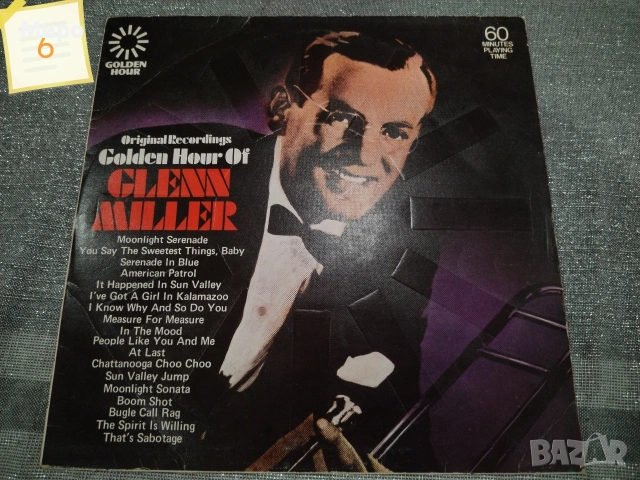 6
GOLDEN
HOUR
60
MINUTES
PLAYING
TIME
Original Recordings
Golden Hour Of
GLENN
MILLER
Moonlight Serenade
You Say The Sweetest Things, Baby
Serenade In Blue
American Patrol
It Happened In Sun Valley
I've Got A Girl In Kalamazoo
I Know Why And So Do You
Measure For Measure
In The Mood
People Like You And Me
At Last
Chattanooga Choo Choo
Sun Valley Jump
Moonlight Sonata
Boom Shot
Bugle Call Rag
The Spirit Is Willing
That's Sabotage
BAZAR